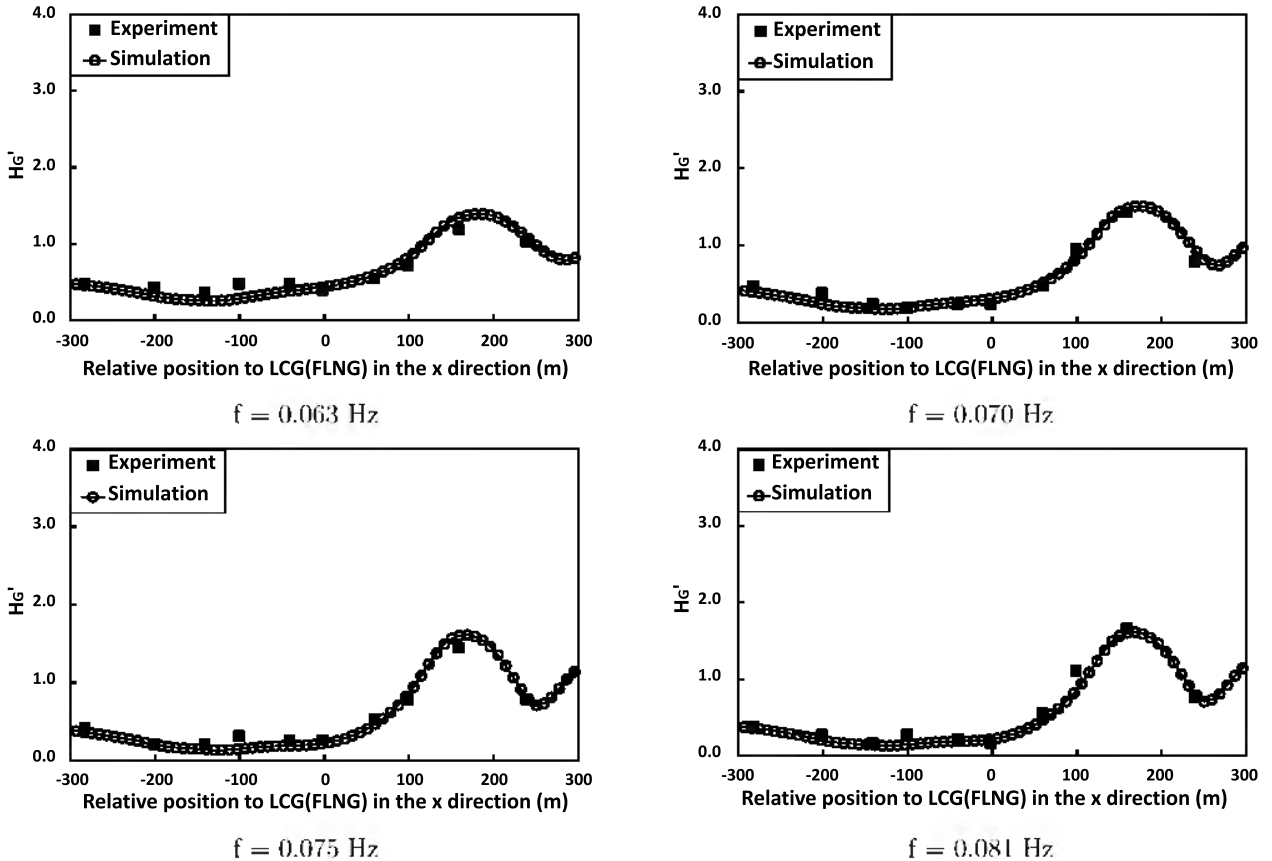 4.0
Experiment
Simulation
3.0
HG'
2.0
1.0
0.0
-300 -200 -100 0 100 200 300
Relative position to LCG(FLNG) in the x direction (m)
f = 0.063 Hz
4.0
Experiment
Simulation
3.0
HG'
2.0
1.0
0.0
-300 -200 -100 0 100 200 300
Relative position to LCG(FLNG) in the x direction (m)
f = 0.070 Hz
4.0
Experiment
Simulation
3.0
HG'
2.0
1.0
0.0
-300 -200 -100 0 100 200 300
Relative position to LCG(FLNG) in the x direction (m)
f = 0.075 Hz
4.0
Experiment
Simulation
3.0
HG'
2.0
1.0
0.0
-300 -200 -100 0 100 200 300
Relative position to LCG(FLNG) in the x direction (m)
f = 0.081 Hz